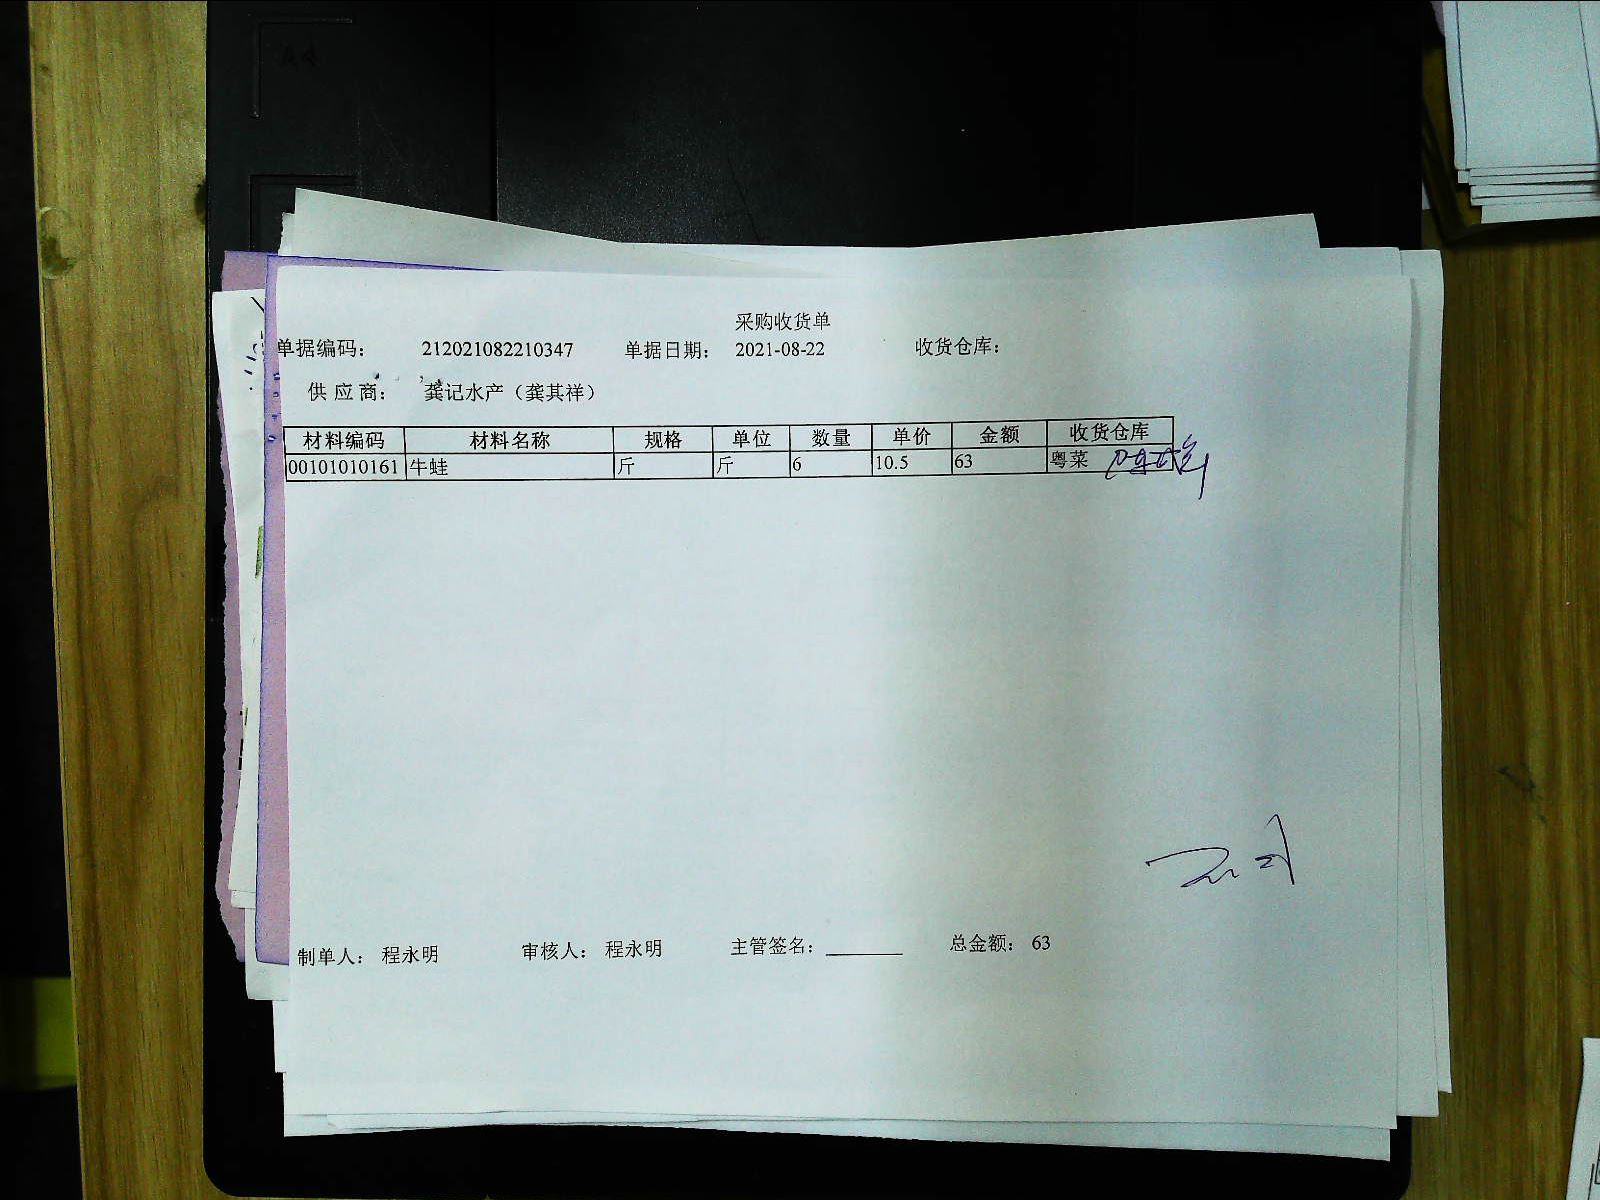 采购收货单
单据编码： 212021082210347 单据日期： 2021-08-22 收货仓库：
供 应 商： 龚记水产（龚其祥）
材料编码 材料名称 规格 单位 数量 单价 金额 收货仓库
00101010161 牛蛙 斤 斤 6 10.5 63 粤菜
制单人： 程永明 审核人： 程永明 主管签名： 总金额： 63